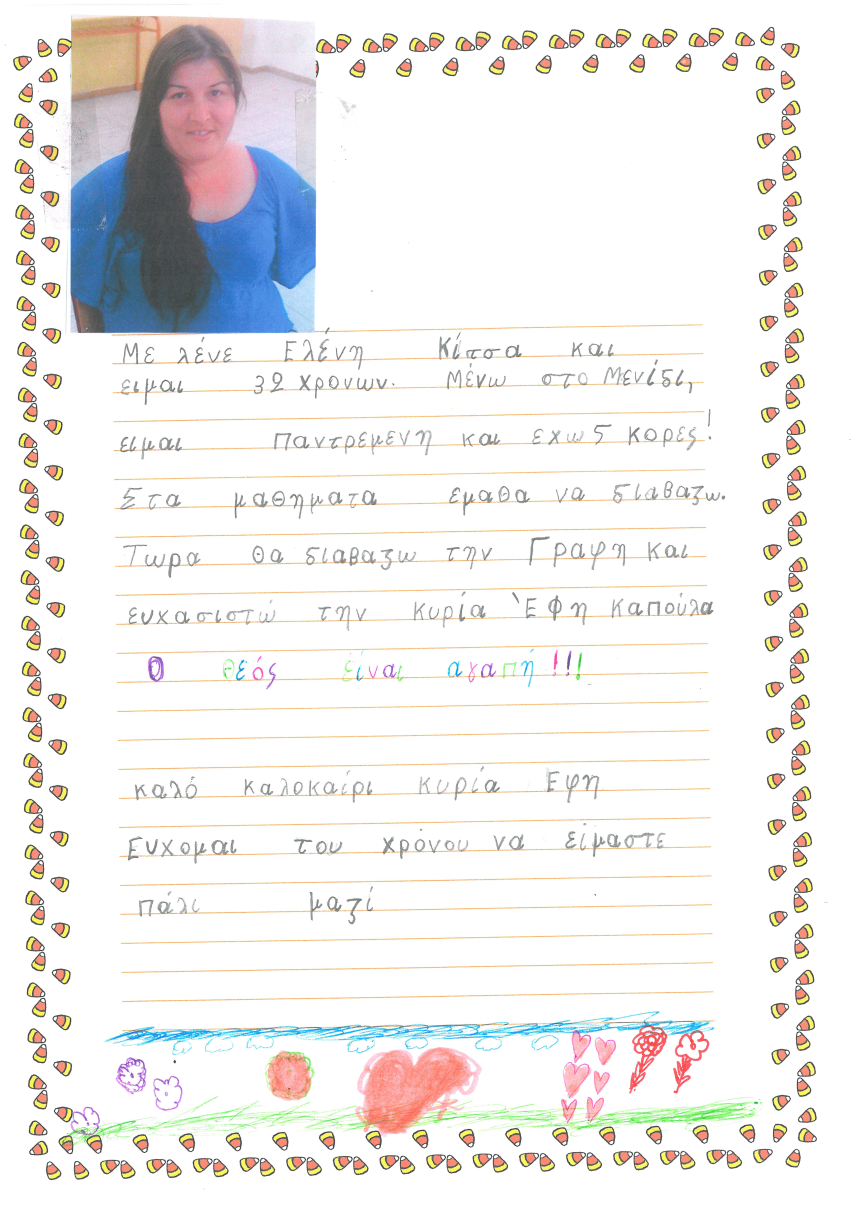 Με λένε Ελένη Κίτσα και
ειμαι 32 χρονων. Μένω στο Μενίδι,
ειμαι παντρεμενη και εχω 5 κορες!
Στα μαθηματα εμαθα να διαβαζω.
Τωρα θα διαβαζω την Γραφη και
ευχασιστώ την κυρία Έφη Καπούλα
Ο θεός είναι αγαπή!!!
καλό καλοκαίρι κυρία Εφη
Ευχομαι του χρόνου να είμαστε
πάλι μαζί